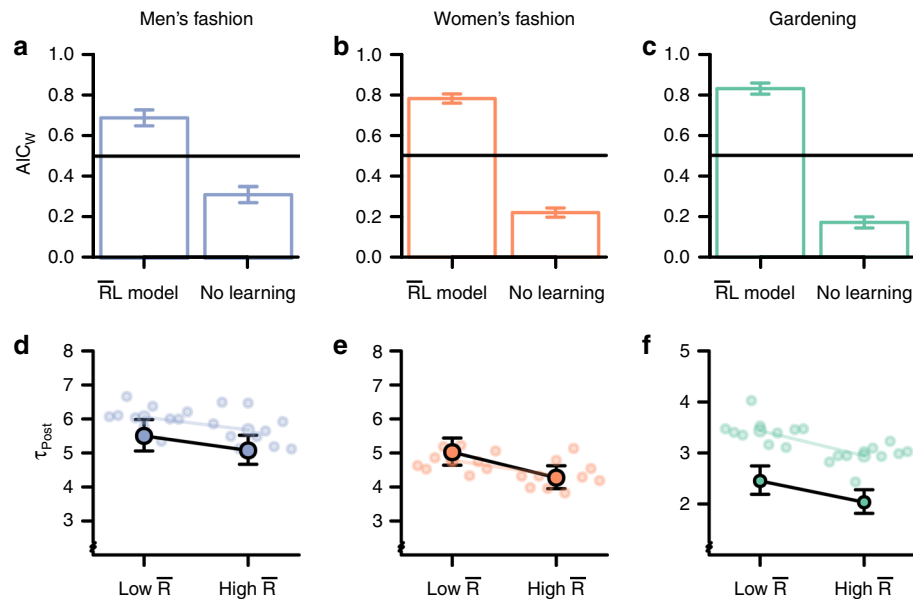 Men's fashion
Women's fashion
Gardening
a
b
c
1.0
0.8
0.6
0.4
0.2
0.0
AIC_W
R̅L model
No learning
1.0
0.8
0.6
0.4
0.2
0.0
R̅L model
No learning
1.0
0.8
0.6
0.4
0.2
0.0
R̅L model
No learning
d
e
f
8
7
6
5
4
3
τ_Post
Low R̅
High R̅
8
7
6
5
4
3
Low R̅
High R̅
5
4
3
2
Low R̅
High R̅